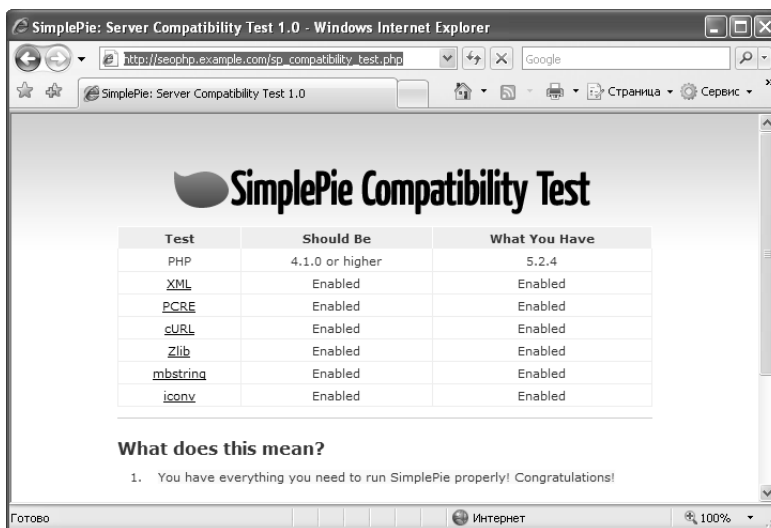 SimplePie: Server Compatibility Test 1.0 - Windows Internet Explorer
http://seophp.example.com/sp_compatibility_test.php
Google
SimplePie: Server Compatibility Test 1.0
Страница
Сервис
SimplePie Compatibility Test
Test Should Be What You Have
PHP 4.1.0 or higher 5.2.4
XML Enabled Enabled
PCRE Enabled Enabled
cURL Enabled Enabled
Zlib Enabled Enabled
mbstring Enabled Enabled
iconv Enabled Enabled
What does this mean?
1. You have everything you need to run SimplePie properly! Congratulations!
Готово Интернет 100%